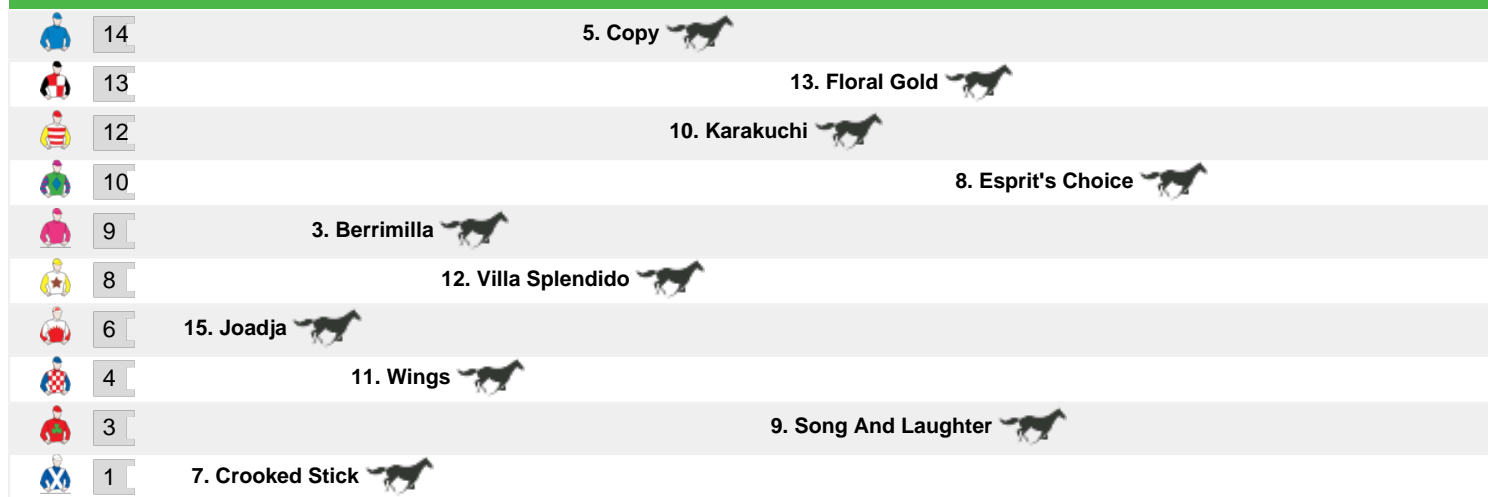 14 5. Copy
13 13. Floral Gold
12 10. Karakuchi
10 8. Esprit's Choice
9 3. Berrimilla
8 12. Villa Splendido
6 15. Joadja
4 11. Wings
3 9. Song And Laughter
1 7. Crooked Stick